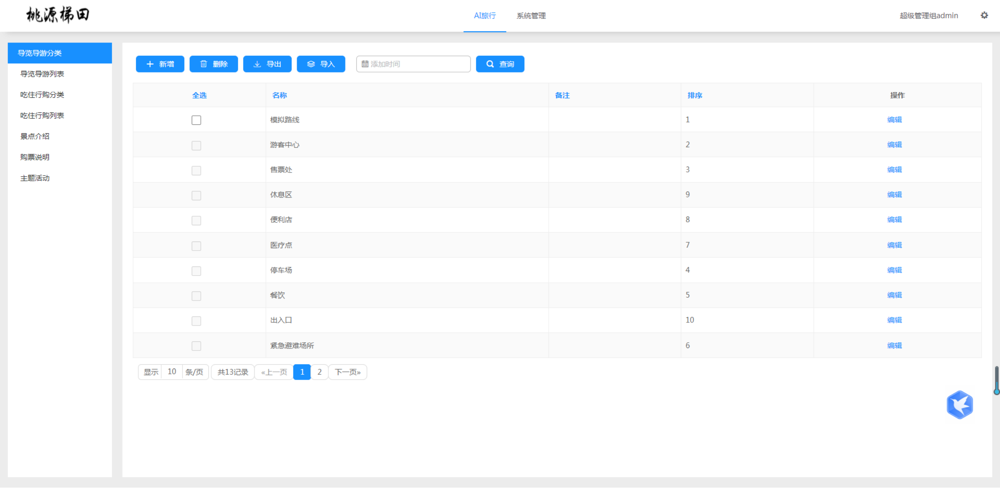 桃源梯田
AI旅行 系统管理 超级管理组admin
导览导游分类
导览导游列表
吃住行购分类
吃住行购列表
景点介绍
购票说明
主题活动
新增 删除 导出 导入 添加时间 查询
全选 名称 备注 排序 操作
模拟路线 1 编辑
游客中心 2 编辑
售票处 3 编辑
休息区 9 编辑
便利店 8 编辑
医疗点 7 编辑
停车场 4 编辑
餐饮 5 编辑
出入口 10 编辑
紧急避难场所 6 编辑
显示 10 条/页 共13记录 «上一页 1 2 下一页»